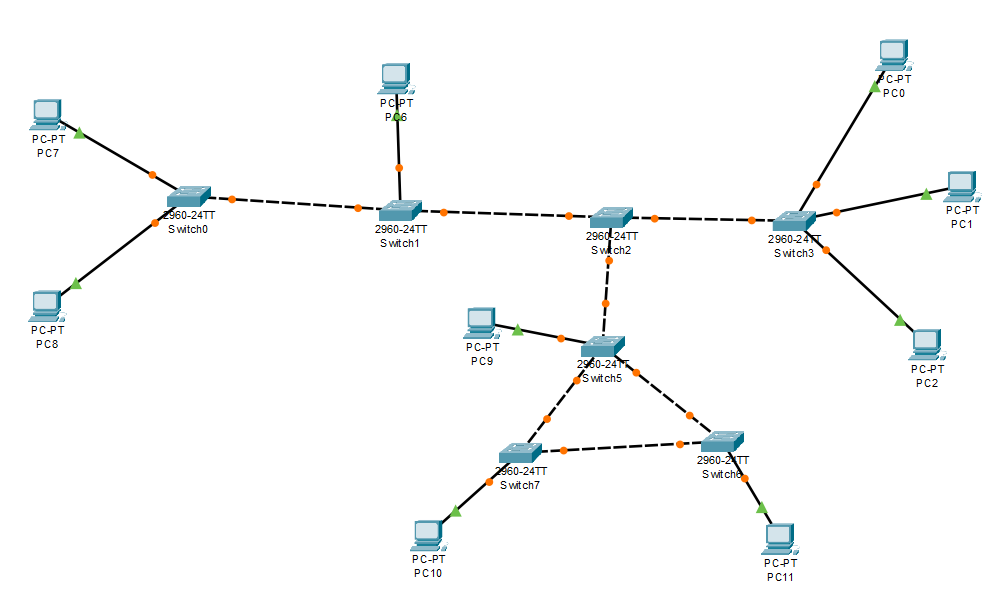 PC-PT
PC0
PC-PT
PC6
PC-PT
PC7
PC-PT
PC1
2960-24TT
Switch0
2960-24TT
Switch1
2960-24TT
Switch2
2960-24TT
Switch3
PC-PT
PC8
PC-PT
PC9
2960-24TT
Switch5
PC-PT
PC2
2960-24TT
Switch7
2960-24TT
Switch6
PC-PT
PC10
PC-PT
PC11